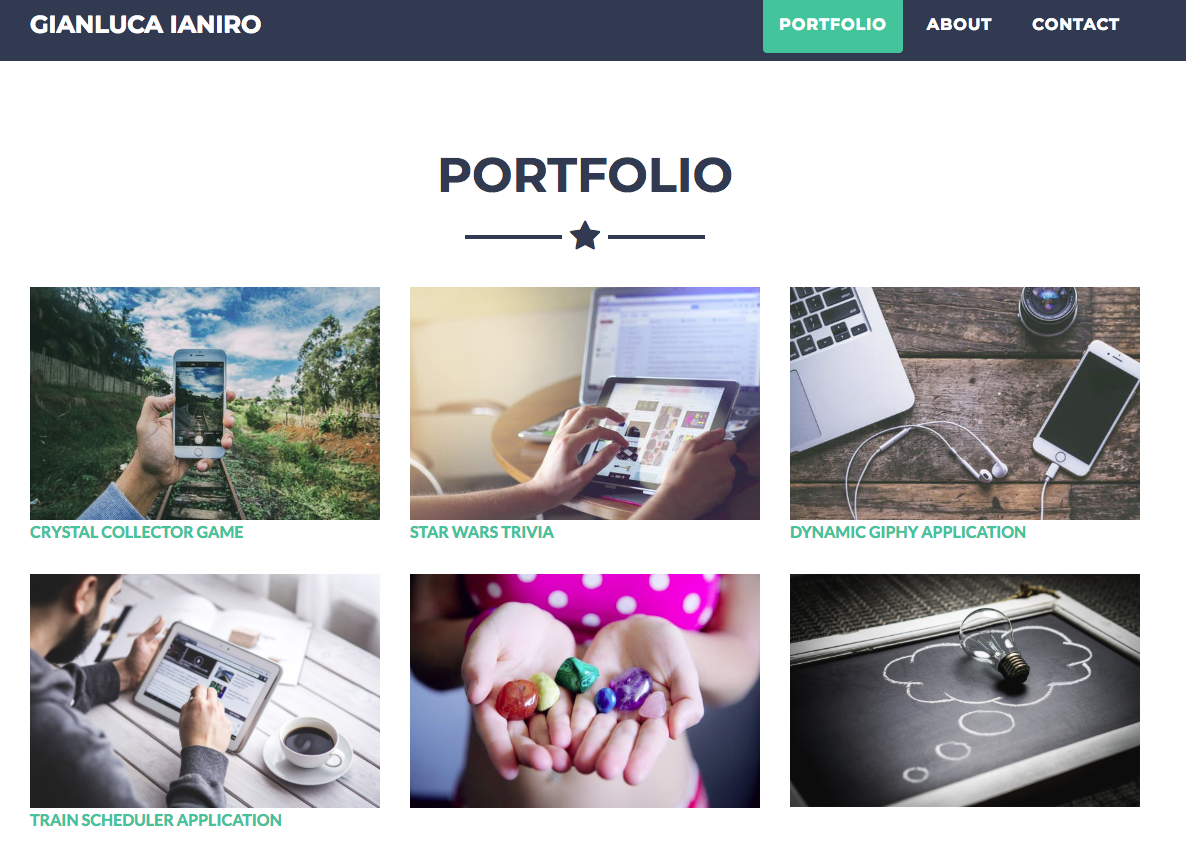 GIANLUCA IANIRO
PORTFOLIO
ABOUT
CONTACT
PORTFOLIO
CRYSTAL COLLECTOR GAME
STAR WARS TRIVIA
DYNAMIC GIPHY APPLICATION
TRAIN SCHEDULER APPLICATION